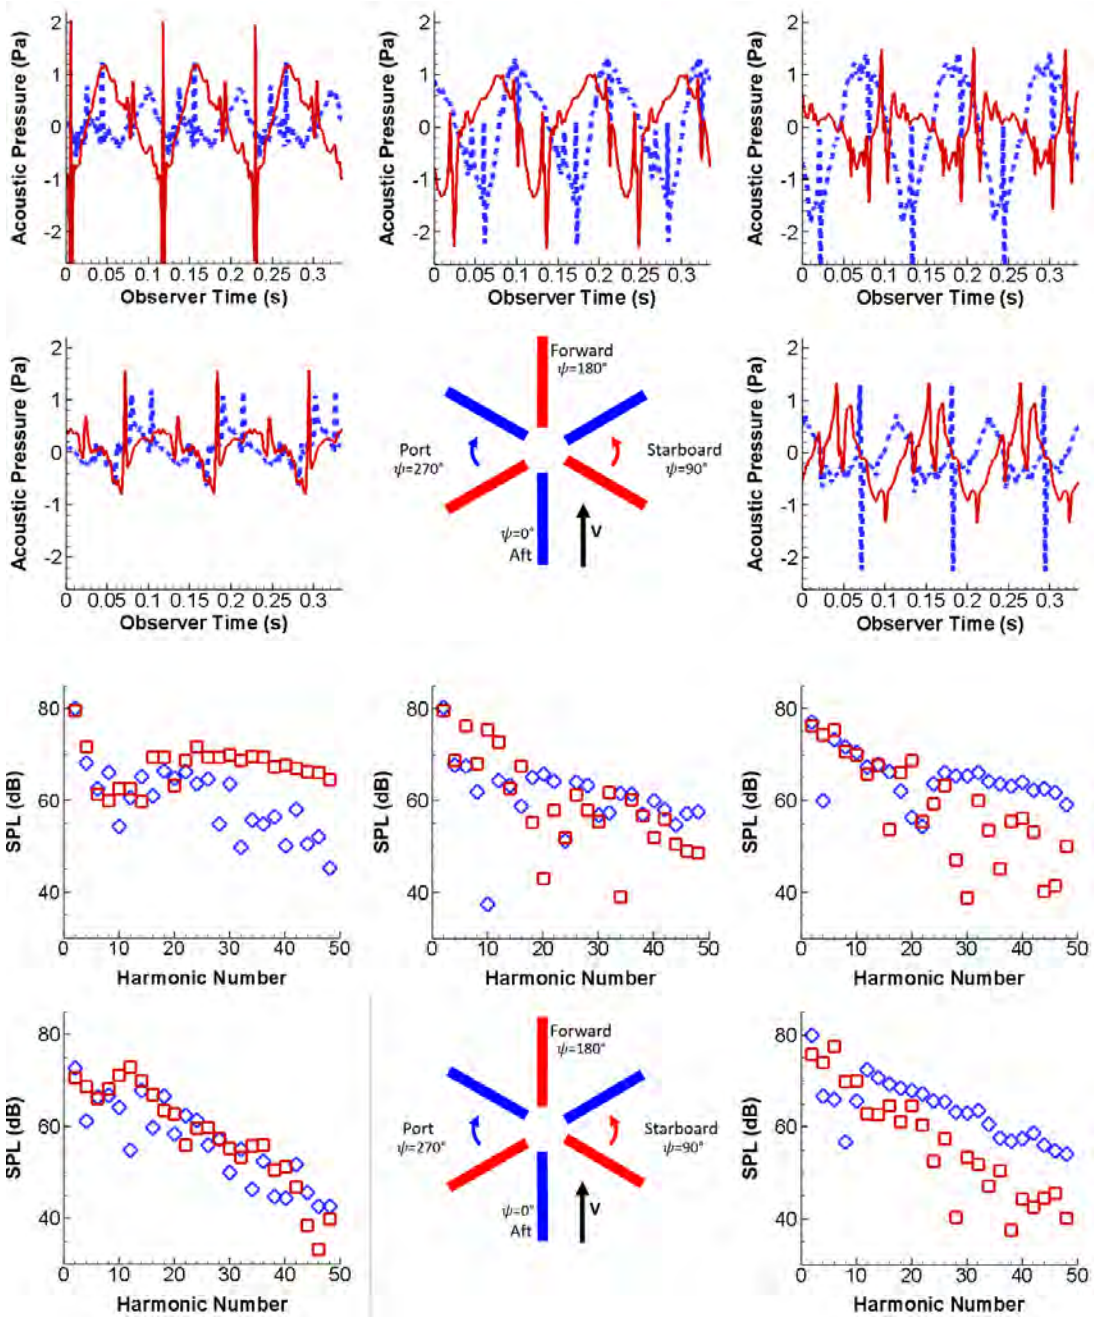 Acoustic Pressure (Pa)
2
1
0
-1
-2
0 0.05 0.1 0.15 0.2 0.25 0.3
Observer Time (s)
Acoustic Pressure (Pa)
2
1
0
-1
-2
0 0.05 0.1 0.15 0.2 0.25 0.3
Observer Time (s)
Acoustic Pressure (Pa)
2
1
0
-1
-2
0 0.05 0.1 0.15 0.2 0.25 0.3
Observer Time (s)
Acoustic Pressure (Pa)
2
1
0
-1
-2
0 0.05 0.1 0.15 0.2 0.25 0.3
Observer Time (s)
Forward
ψ=180°
Port
ψ=270°
Starboard
ψ=90°
ψ=0°
Aft
V
Acoustic Pressure (Pa)
2
1
0
-1
-2
0 0.05 0.1 0.15 0.2 0.25 0.3
Observer Time (s)
SPL (dB)
80
60
40
0 10 20 30 40 50
Harmonic Number
SPL (dB)
80
60
40
0 10 20 30 40 50
Harmonic Number
SPL (dB)
80
60
40
0 10 20 30 40 50
Harmonic Number
SPL (dB)
80
60
40
0 10 20 30 40 50
Harmonic Number
Forward
ψ=180°
Port
ψ=270°
Starboard
ψ=90°
ψ=0°
Aft
V
SPL (dB)
80
60
40
0 10 20 30 40 50
Harmonic Number